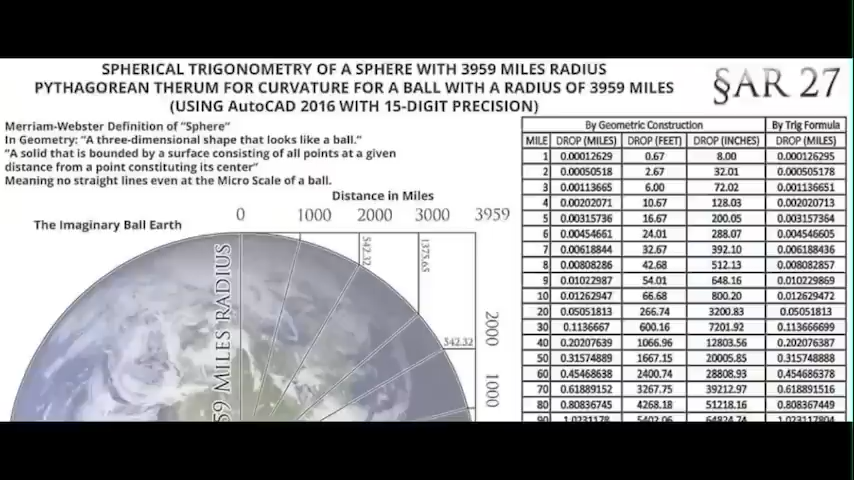 SPHERICAL TRIGONOMETRY OF A SPHERE WITH 3959 MILES RADIUS
PYTHAGOREAN THERUM FOR CURVATURE FOR A BALL WITH A RADIUS OF 3959 MILES
(USING AutoCAD 2016 WITH 15-DIGIT PRECISION)
§AR 27
Merriam-Webster Definition of "Sphere"
In Geometry: "A three-dimensional shape that looks like a ball."
"A solid that is bounded by a surface consisting of all points at a given
distance from a point constituting its center"
Meaning no straight lines even at the Micro Scale of a ball.
Distance in Miles
The Imaginary Ball Earth
0 1000 2000 3000 3959
542.32
1375.65
542.32
2000
1000
59 MILES RADIUS
By Geometric Construction By Trig Formula
MILE DROP (MILES) DROP (FEET) DROP (INCHES) DROP (MILES)
1 0.00012629 0.67 8.00 0.000126295
2 0.00050518 2.67 32.01 0.000505178
3 0.00113665 6.00 72.02 0.001136651
4 0.00202071 10.67 128.03 0.002020713
5 0.00315736 16.67 200.05 0.003157364
6 0.00454661 24.01 288.07 0.004546605
7 0.00618844 32.67 392.10 0.006188436
8 0.00808286 42.68 512.13 0.008082857
9 0.01022987 54.01 648.16 0.010229869
10 0.01262947 66.68 800.20 0.012629472
20 0.05051813 266.74 3200.83 0.05051813
30 0.1136667 600.16 7201.92 0.113666699
40 0.20207639 1066.96 12803.56 0.202076387
50 0.31574889 1667.15 20005.85 0.315748888
60 0.45468638 2400.74 28808.93 0.454686378
70 0.61889152 3267.75 39212.97 0.618891516
80 0.80836745 4268.18 51218.16 0.808367449
90 1.0231178 5402.06 64824.74 1.023117804